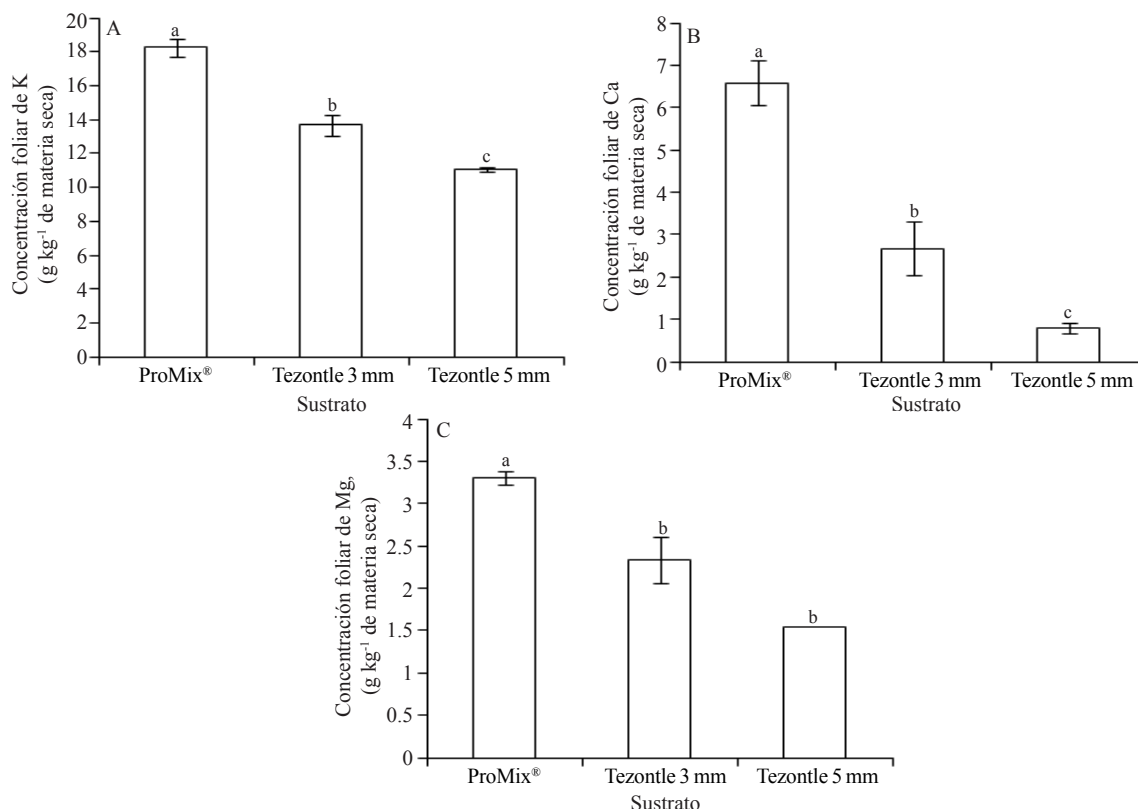 A
Concentración foliar de K
(g kg-1 de materia seca)
20
18
16
14
12
10
8
6
4
2
0
a
b
c
ProMix® Tezontle 3 mm Tezontle 5 mm
Sustrato
B
Concentración foliar de Ca
(g kg-1 de materia seca)
8
7
6
5
4
3
2
1
0
a
b
c
ProMix® Tezontle 3 mm Tezontle 5 mm
Sustrato
C
Concentración foliar de Mg,
(g kg-1 de materia seca)
4
3.5
3
2.5
2
1.5
1
0.5
0
a
b
b
ProMix® Tezontle 3 mm Tezontle 5 mm
Sustrato